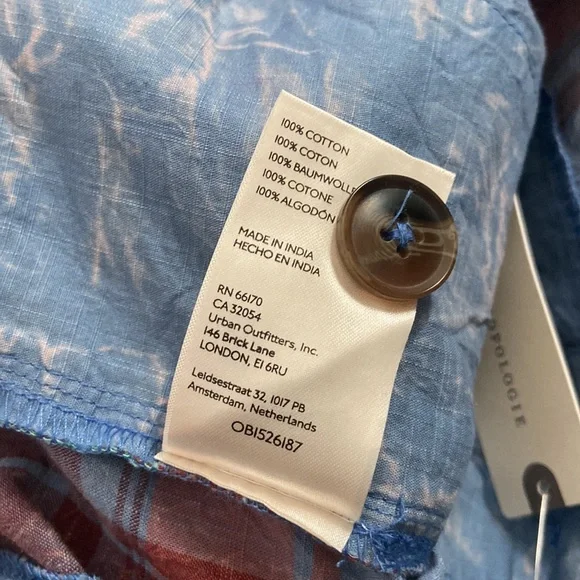 100% COTTON
100% COTON
100% BAUMWOLLE
100% COTONE
100% ALGODÓN
MADE IN INDIA
HECHO EN INDIA
RN 66170
CA 32054
Urban Outfitters, Inc.
146 Brick Lane
LONDON, E1 6RU
Leidsestraat 32, 1017 PB
Amsterdam, Netherlands
OB1526187
OPOLOGIE